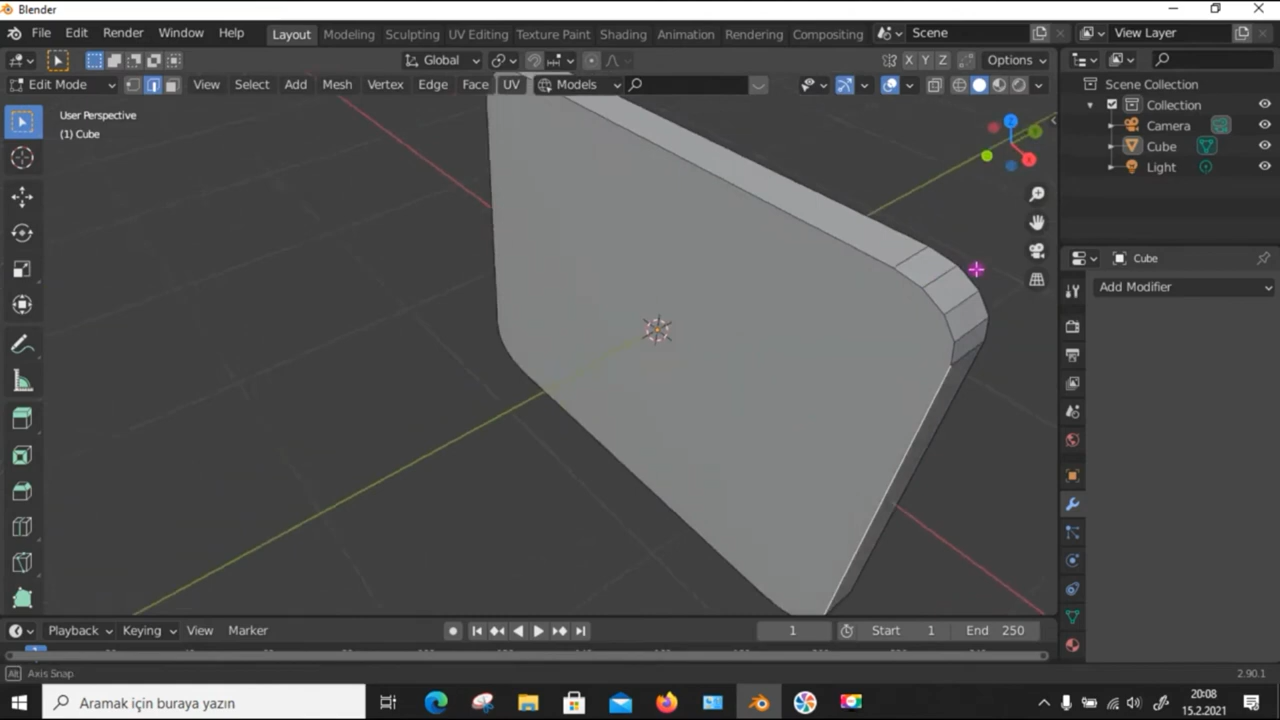 Blender
File Edit Render Window Help Layout Modeling Sculpting UV Editing Texture Paint Shading Animation Rendering Compositing Scene View Layer
Global X Y Z Options
Edit Mode View Select Add Mesh Vertex Edge Face UV Models
User Perspective
(1) Cube
Scene Collection
Collection
Camera
Cube
Light
Cube
Add Modifier
Playback Keying View Marker 1 Start 1 End 250
Alt Axis Snap 2.90.1
Aramak için buraya yazın
20:08
15.2.2021